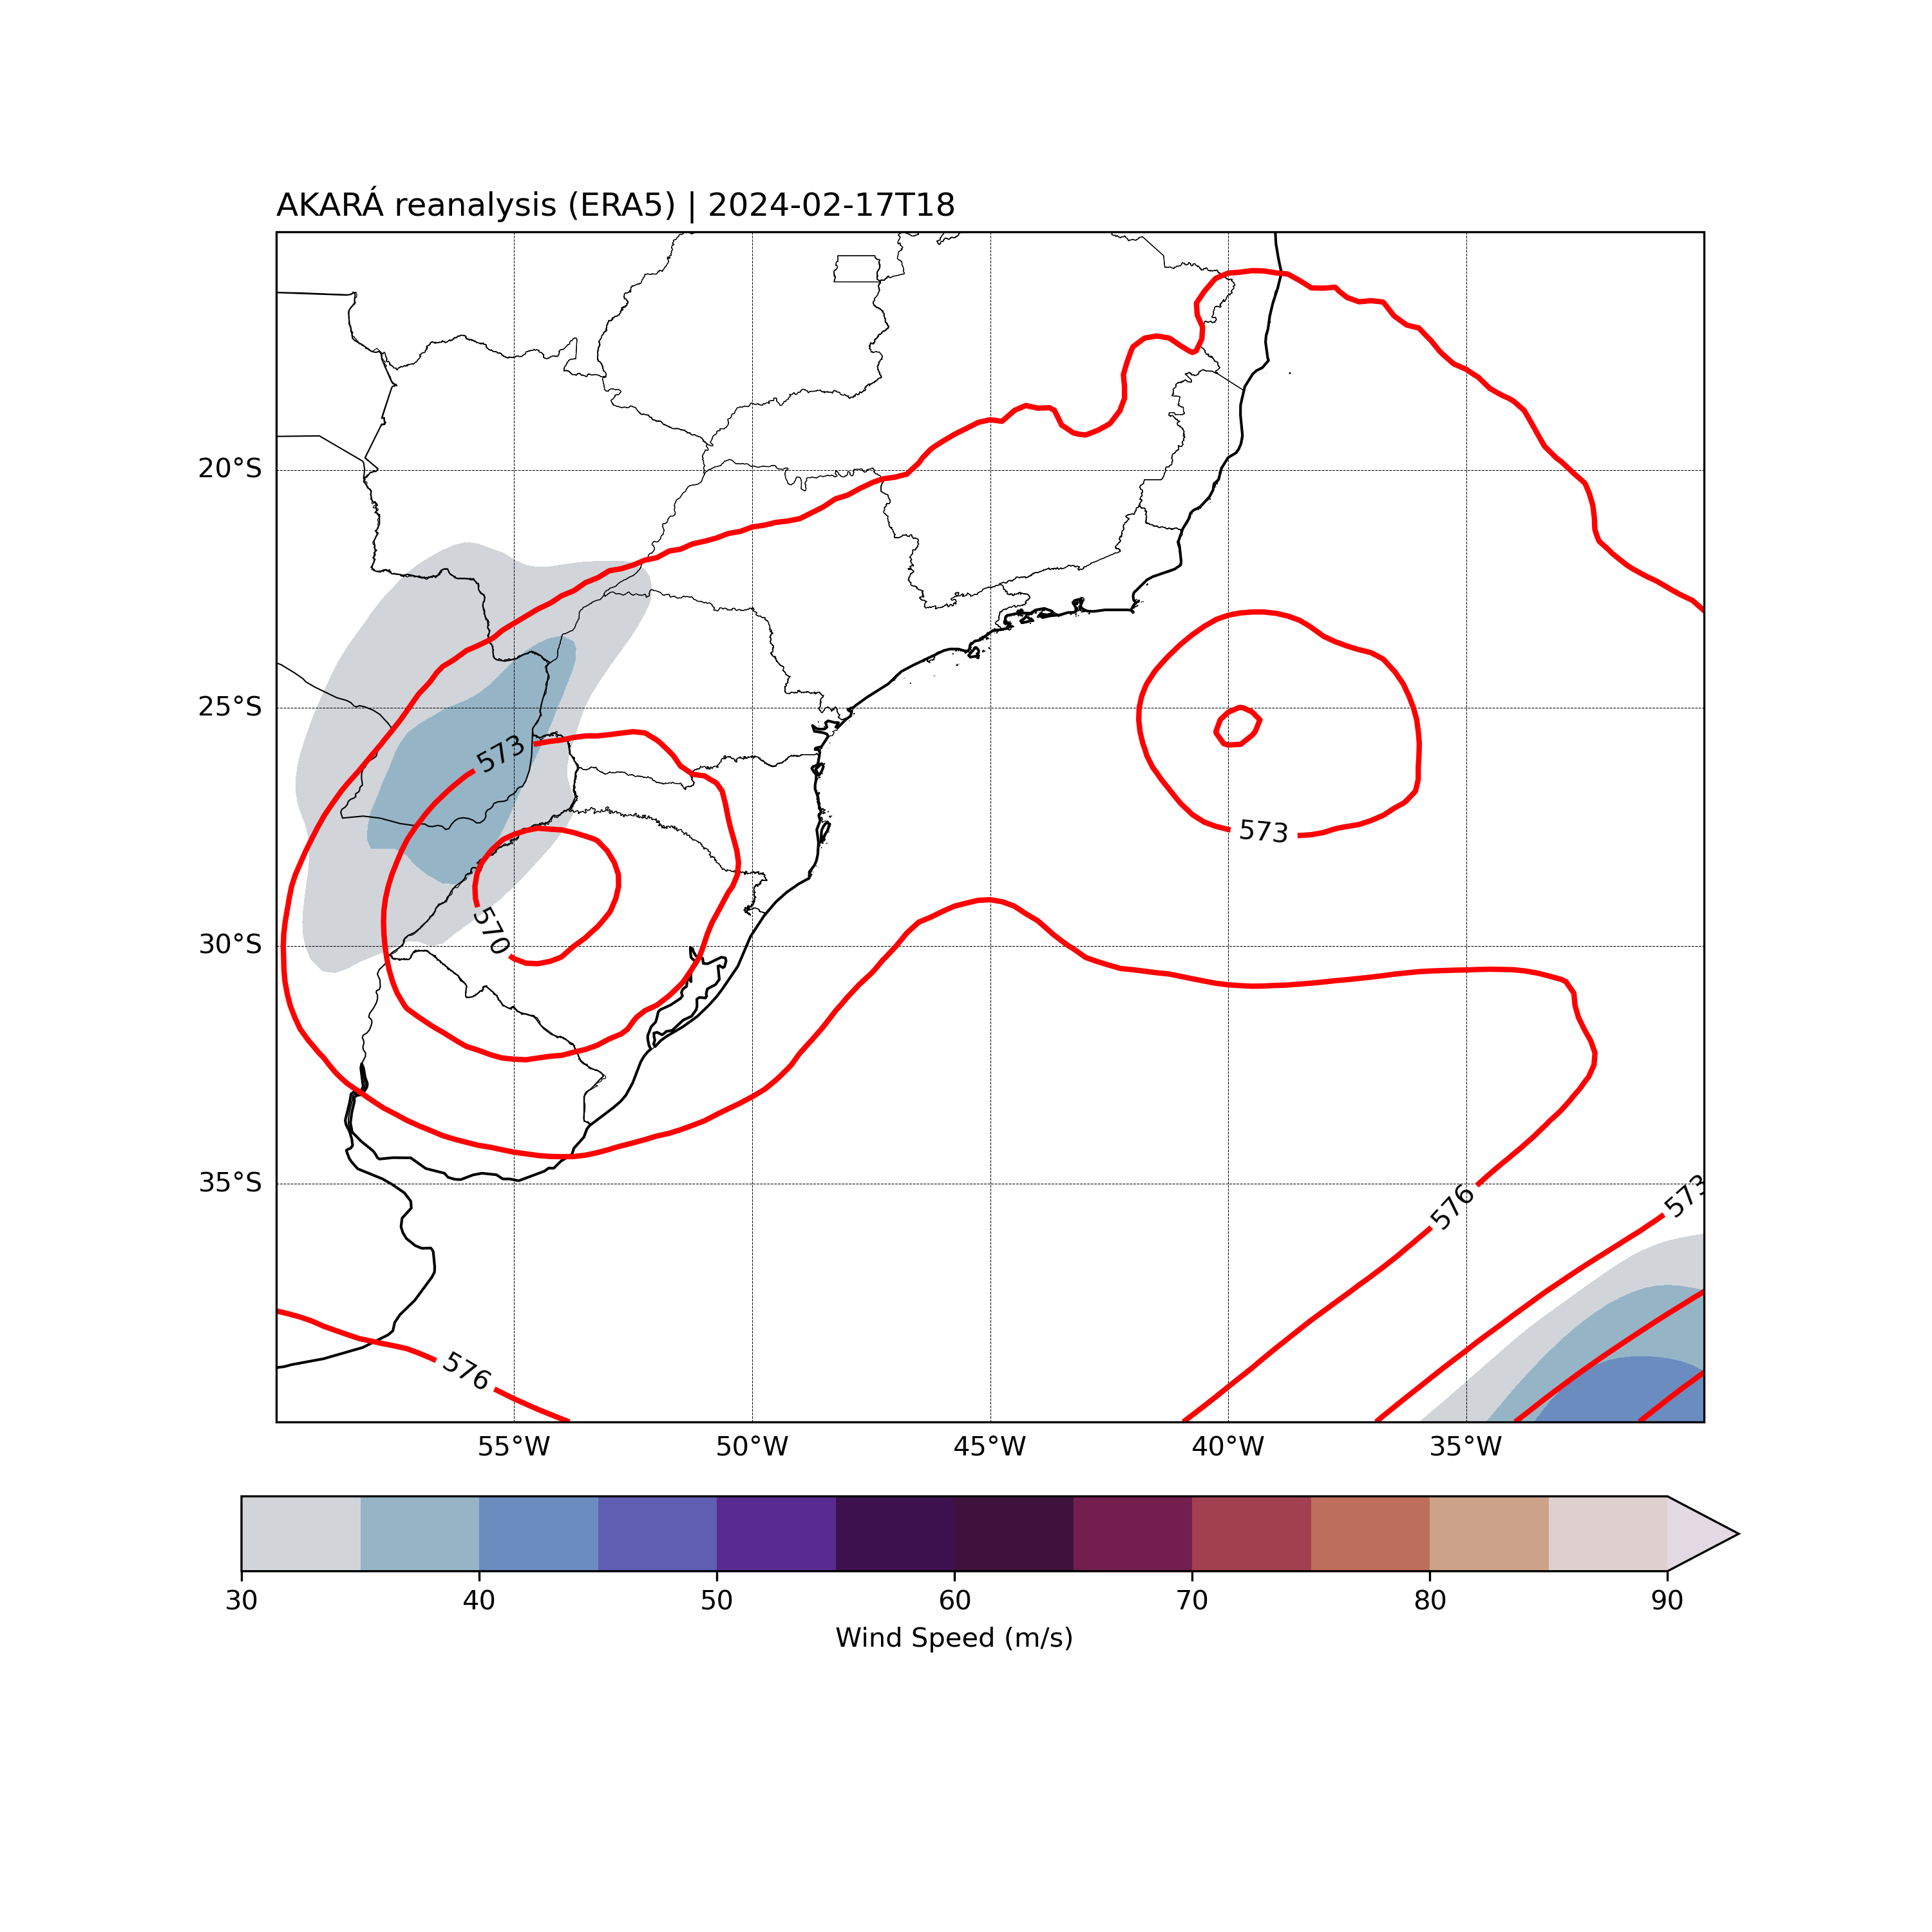 AKARÁ reanalysis (ERA5) | 2024-02-17T18
20°S
25°S
30°S
35°S
573
570
573
576
573
576
55°W 50°W 45°W 40°W 35°W
30 40 50 60 70 80 90
Wind Speed (m/s)